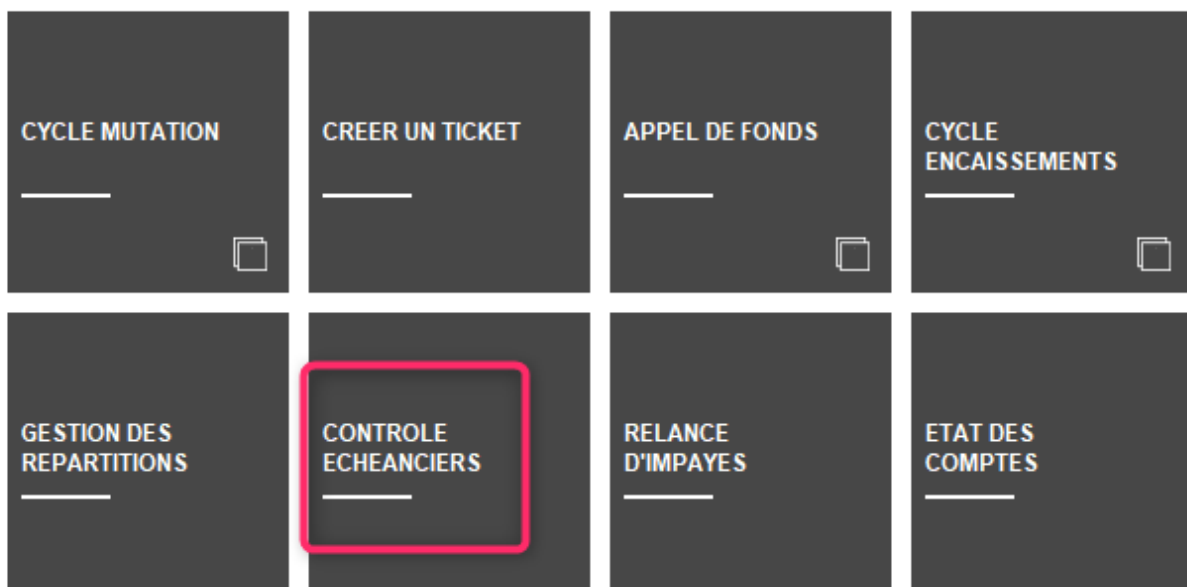 CYCLE MUTATION
CREER UN TICKET
APPEL DE FONDS
CYCLE
ENCAISSEMENTS
GESTION DES
REPARTITIONS
CONTROLE
ECHEANCIERS
RELANCE
D'IMPAYES
ETAT DES
COMPTES